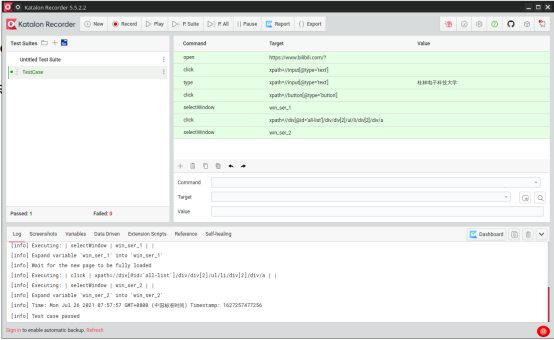 Katalon Recorder 5.5.2.2
Katalon Recorder New Record Play P. Suite P. All Pause Report Export
Test Suites
Untitled Test Suite
TestCase
Passed: 1 Failed: 0
Command Target Value
open https://www.bilibili.com/?
click xpath=//input[@type='text']
type xpath=//input[@type='text'] 桂林电子科技大学
click xpath=//button[@type='button']
selectWindow win_ser_1
click xpath=//div[@id='all-list']/div/div[2]/ul/li/div[2]/div/a
selectWindow win_ser_2
Command
Target
Value
Log Screenshots Variables Data Driven Extension Scripts Reference Self-healing Dashboard
[info] Executing: | selectWindow | win_ser_1 | |
[info] Expand variable 'win_ser_1' into 'win_ser_1'
[info] Wait for the new page to be fully loaded
[info] Executing: | click | xpath=//div[@id='all-list']/div/div[2]/ul/li/div[2]/div/a | |
[info] Executing: | selectWindow | win_ser_2 | |
[info] Expand variable 'win_ser_2' into 'win_ser_2'
[info] Time: Mon Jul 26 2021 07:57:57 GMT+0800 (中国标准时间) Timestamp: 1627257477256
[info] Test case passed
Sign in to enable automatic backup. Refresh